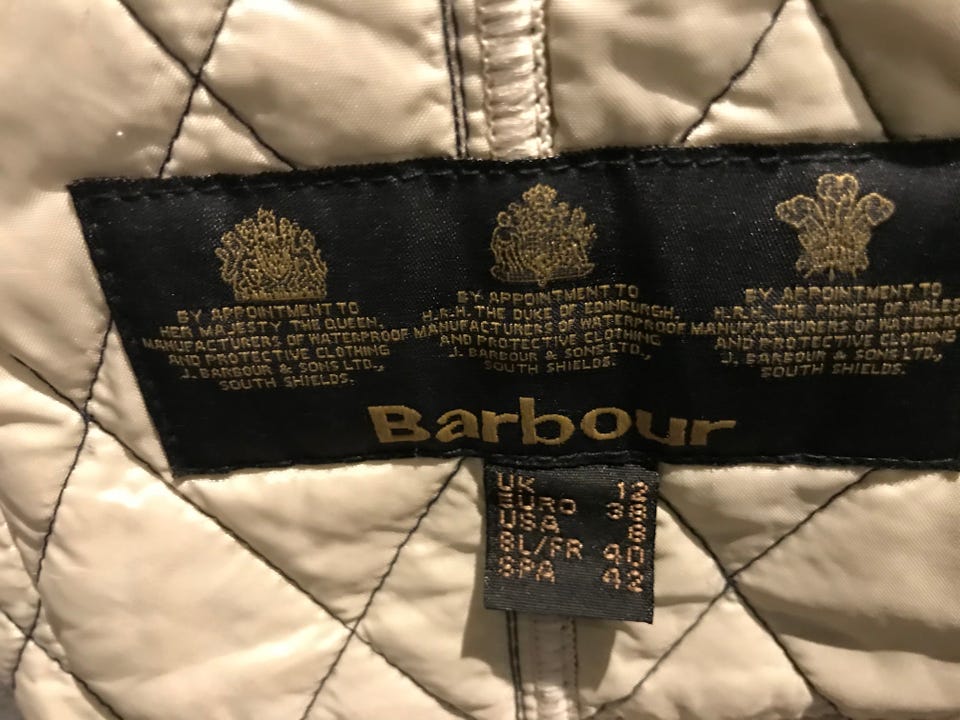 BY APPOINTMENT TO
HER MAJESTY THE QUEEN,
MANUFACTURERS OF WATERPROOF
AND PROTECTIVE CLOTHING
J. BARBOUR & SONS LTD.,
SOUTH SHIELDS.
BY APPOINTMENT TO
H.R.H. THE DUKE OF EDINBURGH,
MANUFACTURERS OF WATERPROOF
AND PROTECTIVE CLOTHING
J. BARBOUR & SONS LTD.,
SOUTH SHIELDS.
BY APPOINTMENT TO
H.R.H. THE PRINCE OF WALES
MANUFACTURERS OF
AND PROTECTIVE CLOTHING
J. BARBOUR & SONS LTD.,
SOUTH SHIELDS.
Barbour
UK 12
EURO 38
USA 8
BL/FR 40
SPA 42